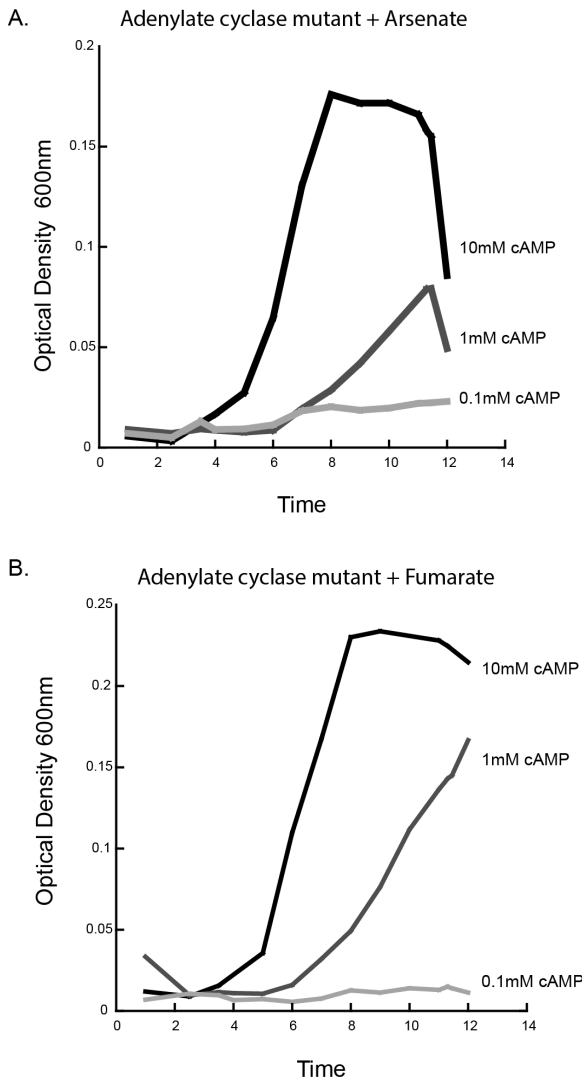 A.
Adenylate cyclase mutant + Arsenate
0.2
0.15
0.1
0.05
0
Optical Density 600nm
10mM cAMP
1mM cAMP
0.1mM cAMP
0 2 4 6 8 10 12 14
Time
B.
Adenylate cyclase mutant + Fumarate
0.25
0.2
0.15
0.1
0.05
0
Optical Density 600nm
10mM cAMP
1mM cAMP
0.1mM cAMP
0 2 4 6 8 10 12 14
Time